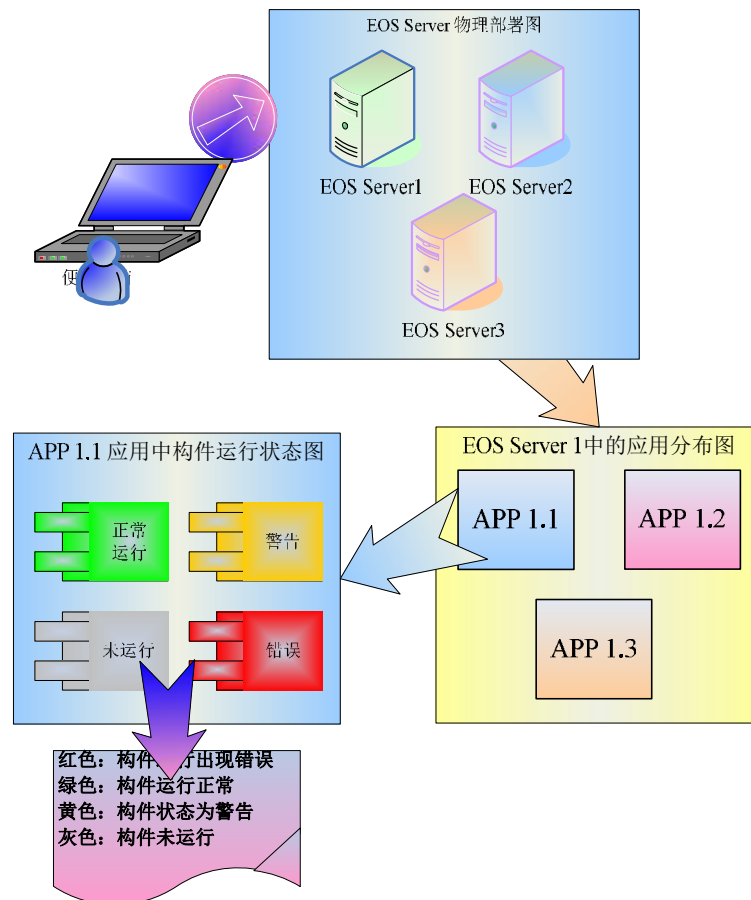 EOS Server 物理部署图
EOS Server1
EOS Server2
EOS Server3
便
EOS Server 1中的应用分布图
APP 1.1
APP 1.2
APP 1.3
APP 1.1 应用中构件运行状态图
正常
运行
警告
未运行
错误
红色：构件 行出现错误
绿色：构件运行正常
黄色：构件状态为警告
灰色：构件未运行